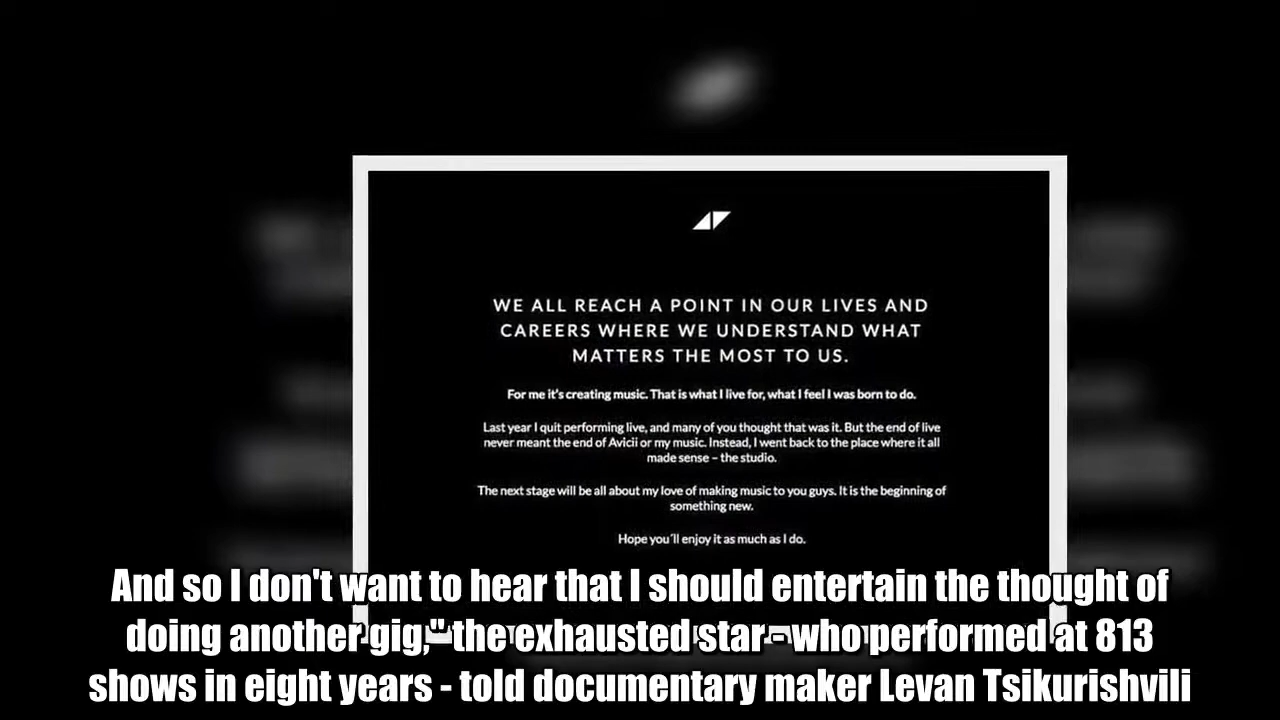 WE ALL REACH A POINT IN OUR LIVES AND
CAREERS WHERE WE UNDERSTAND WHAT
MATTERS THE MOST TO US.
For me it's creating music. That is what I live for, what I feel I was born to do.
Last year I quit performing live, and many of you thought that was it. But the end of live
never meant the end of Avicii or my music. Instead, I went back to the place where it all
made sense – the studio.
The next stage will be all about my love of making music to you guys. It is the beginning of
something new.
Hope you´ll enjoy it as much as I do.
And so I don't want to hear that I should entertain the thought of
doing another gig," the exhausted star - who performed at 813
shows in eight years - told documentary maker Levan Tsikurishvili